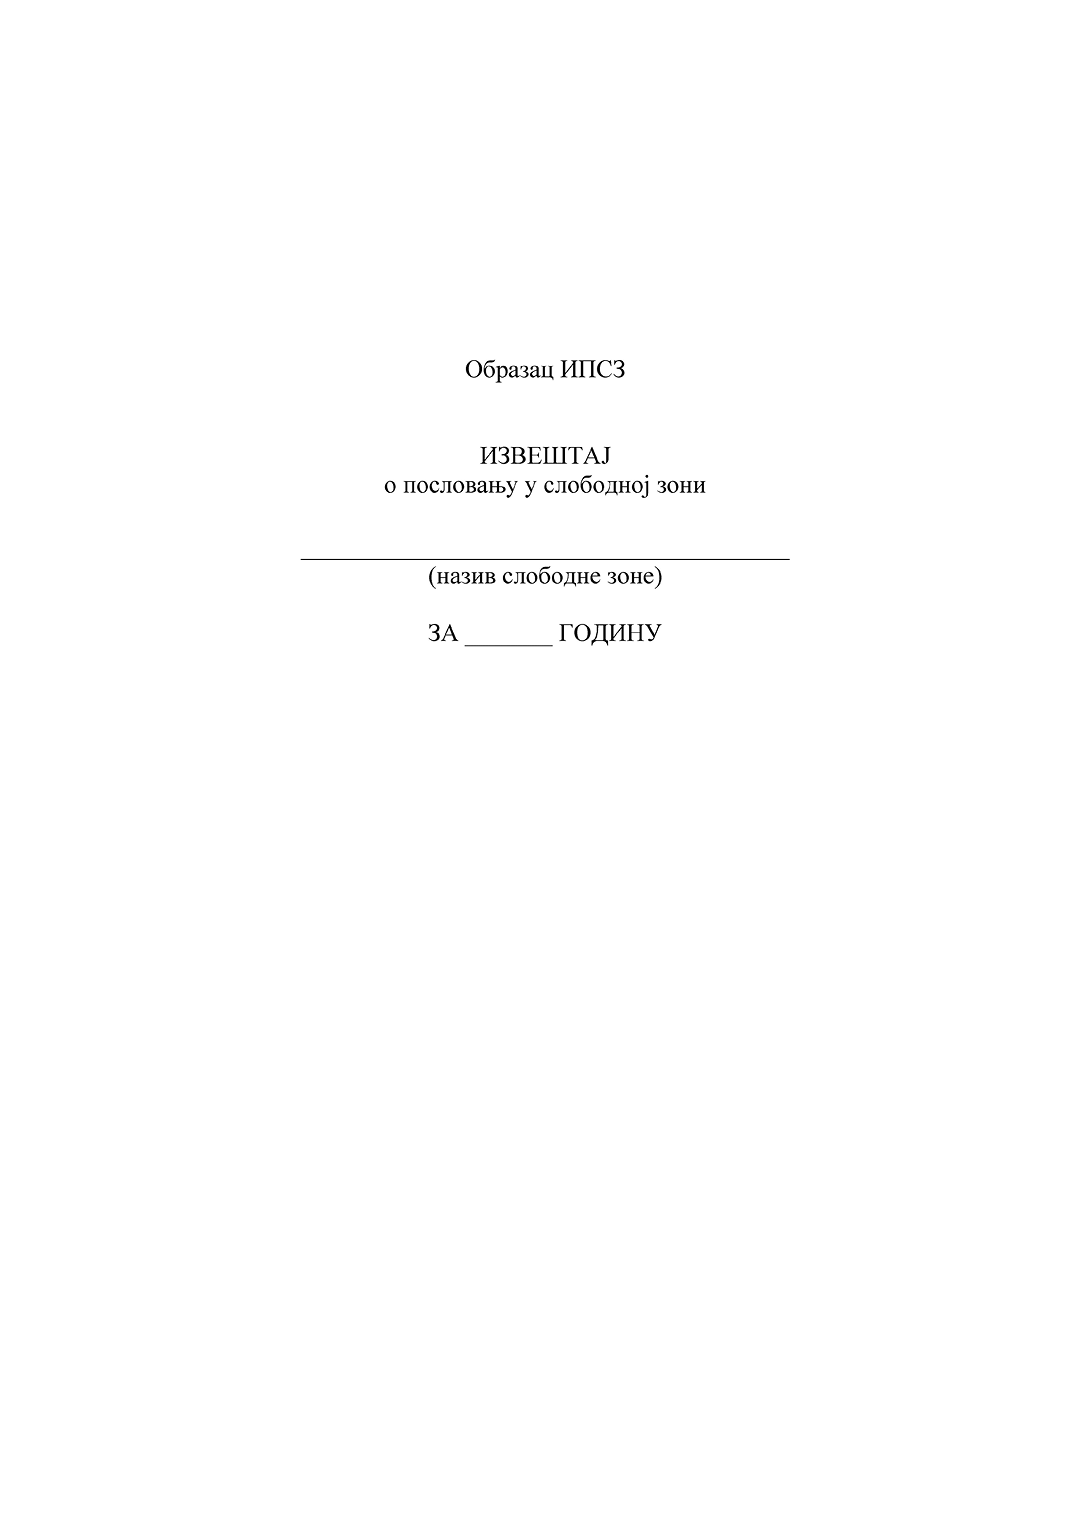 Образац ИПСЗ
ИЗВЕШТАЈ
о пословању у слободној зони
_______________________________________
(назив слободне зоне)
ЗА _______ ГОДИНУ